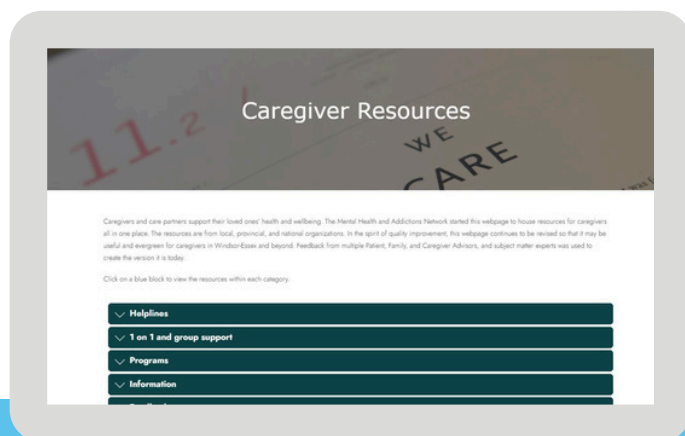 11.2
Caregiver Resources
WE
CARE
Caregivers and care partners support their loved ones' health and wellbeing. The Mental Health and Addictions Network started this webpage to house resources for caregivers
all in one place. The resources are from local, provincial, and national organizations. In the spirit of quality improvement, this webpage continues to be revised so that it may be
useful and evergreen for caregivers in Windsor-Essex and beyond. Feedback from multiple Patient, Family, and Caregiver Advisors, and subject matter experts was used to
create the version it is today.
Click on a blue block to view the resources within each category.
Helplines
1 on 1 and group support
Programs
Information